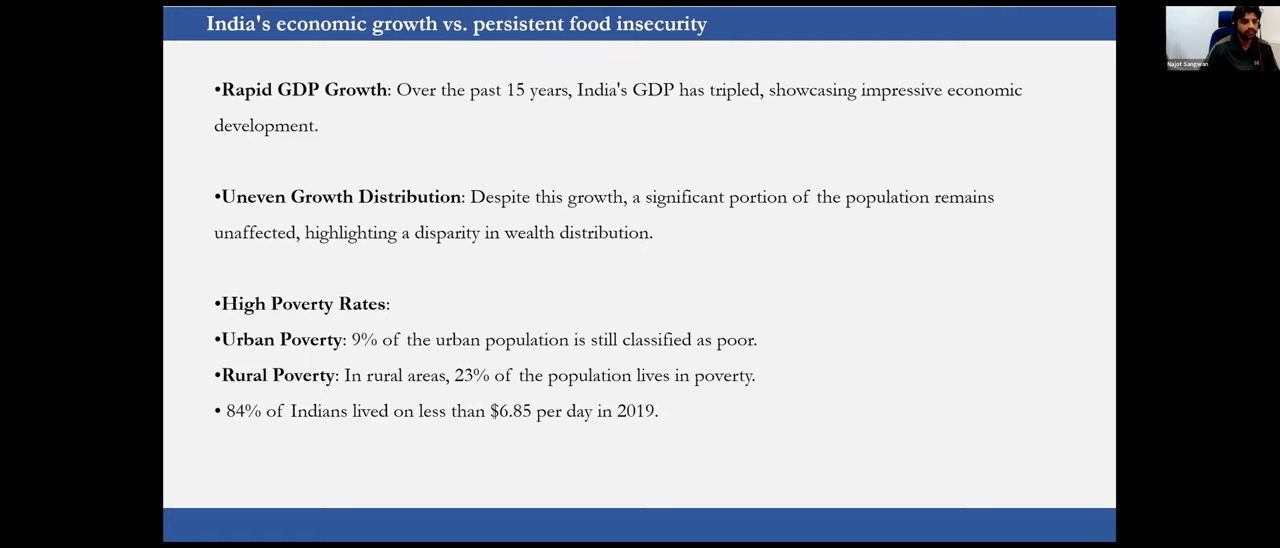 India's economic growth vs. persistent food insecurity
•Rapid GDP Growth: Over the past 15 years, India's GDP has tripled, showcasing impressive economic
development.
•Uneven Growth Distribution: Despite this growth, a significant portion of the population remains
unaffected, highlighting a disparity in wealth distribution.
•High Poverty Rates:
•Urban Poverty: 9% of the urban population is still classified as poor.
•Rural Poverty: In rural areas, 23% of the population lives in poverty.
• 84% of Indians lived on less than $6.85 per day in 2019.
Najot Sangwan